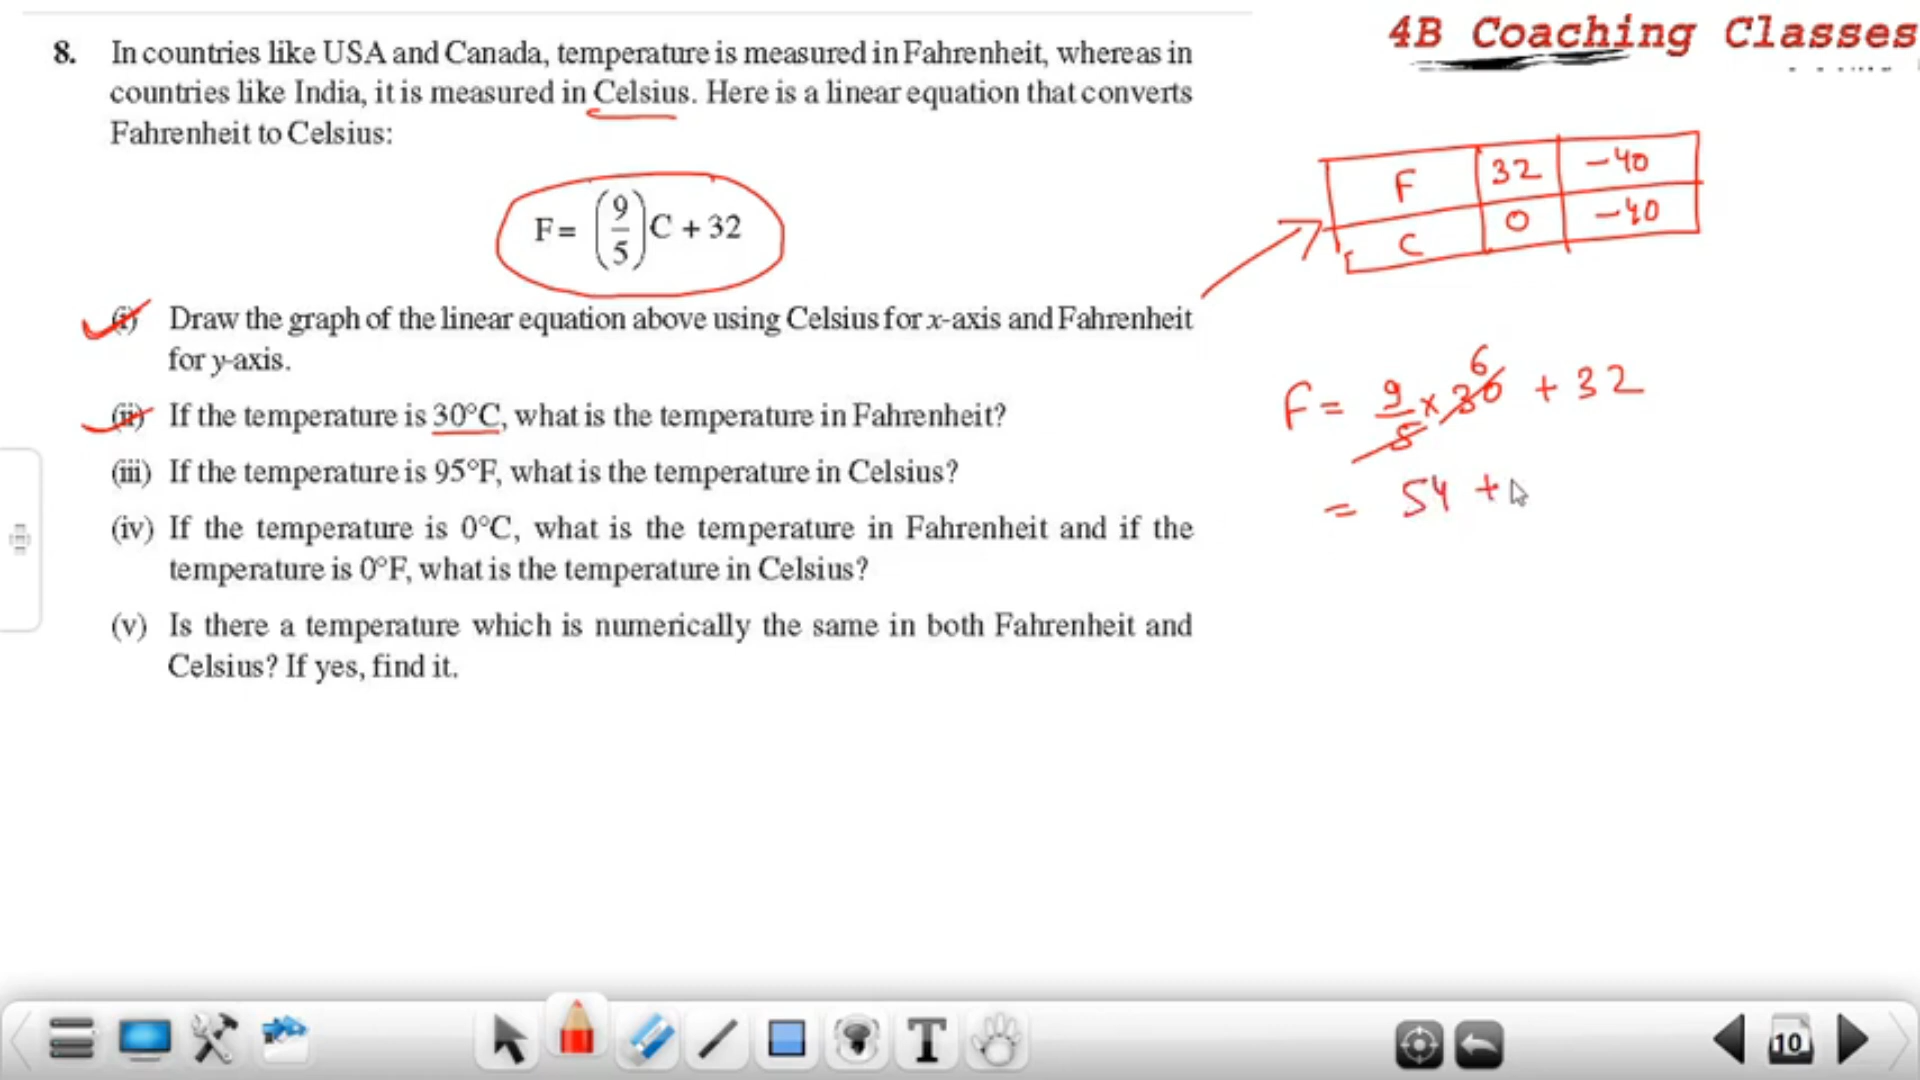 4B Coaching Classes
8. In countries like USA and Canada, temperature is measured in Fahrenheit, whereas in
countries like India, it is measured in Celsius. Here is a linear equation that converts
Fahrenheit to Celsius:
F = (9/5) C + 32
(i) Draw the graph of the linear equation above using Celsius for x-axis and Fahrenheit
for y-axis.
(ii) If the temperature is 30°C, what is the temperature in Fahrenheit?
(iii) If the temperature is 95°F, what is the temperature in Celsius?
(iv) If the temperature is 0°C, what is the temperature in Fahrenheit and if the
temperature is 0°F, what is the temperature in Celsius?
(v) Is there a temperature which is numerically the same in both Fahrenheit and
Celsius? If yes, find it.
F 32 -40
C 0 -40
6
F = 9/5 × 30 + 32
= 54 +
T
10